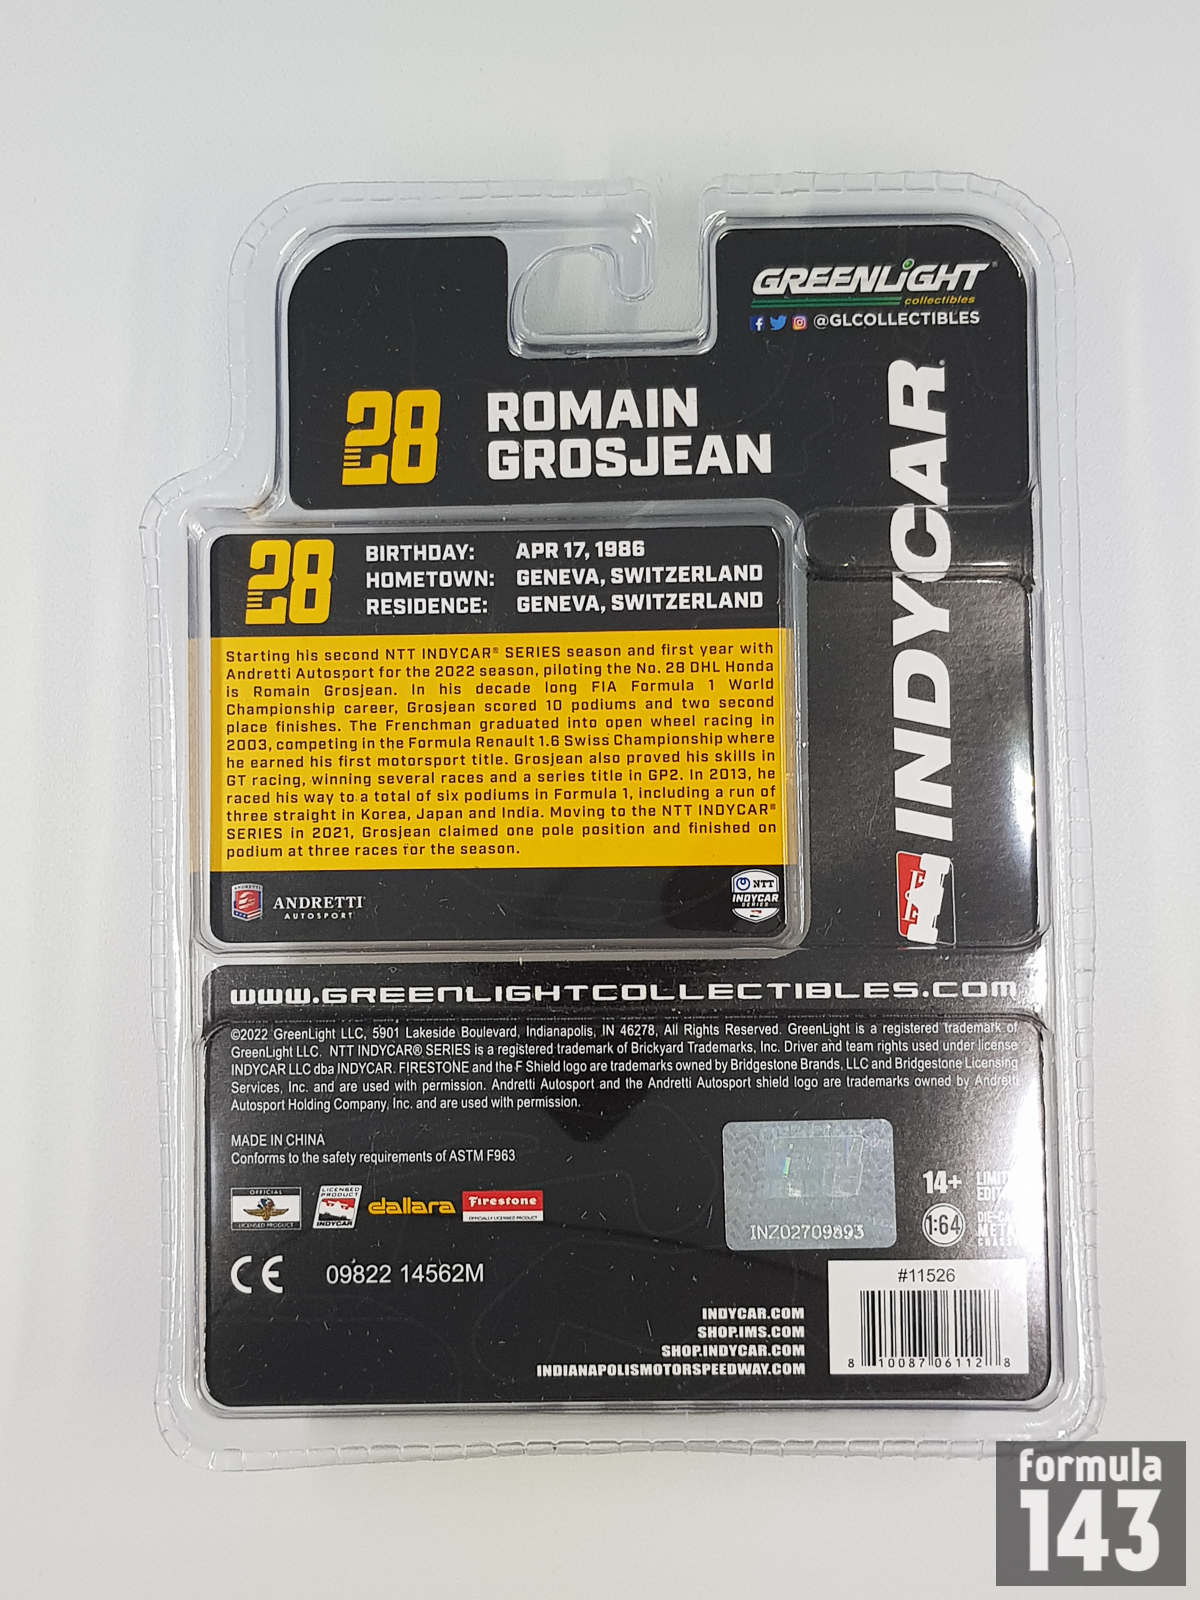 GREENLiGHT
collectibles
@GLCOLLECTIBLES
28 ROMAIN
GROSJEAN
INDYCAR
28
BIRTHDAY: APR 17, 1986
HOMETOWN: GENEVA, SWITZERLAND
RESIDENCE: GENEVA, SWITZERLAND
Starting his second NTT INDYCAR® SERIES season and first year with
Andretti Autosport for the 2022 season, piloting the No. 28 DHL Honda
is Romain Grosjean. In his decade long FIA Formula 1 World
Championship career, Grosjean scored 10 podiums and two second
place finishes. The Frenchman graduated into open wheel racing in
2003, competing in the Formula Renault 1.6 Swiss Championship where
he earned his first motorsport title. Grosjean also proved his skills in
GT racing, winning several races and a series title in GP2. In 2013, he
raced his way to a total of six podiums in Formula 1, including a run of
three straight in Korea, Japan and India. Moving to the NTT INDYCAR®
SERIES in 2021, Grosjean claimed one pole position and finished on
podium at three races for the season.
ANDRETTI
AUTOSPORT
NTT
INDYCAR
SERIES
WWW.GREENLIGHTCOLLECTIBLES.COM
©2022 GreenLight LLC, 5901 Lakeside Boulevard, Indianapolis, IN 46278, All Rights Reserved. GreenLight is a registered trademark of
GreenLight LLC. NTT INDYCAR® SERIES is a registered trademark of Brickyard Trademarks, Inc. Driver and team rights used under license
INDYCAR LLC dba INDYCAR. FIRESTONE and the F Shield logo are trademarks owned by Bridgestone Brands, LLC and Bridgestone Licensing
Services, Inc. and are used with permission. Andretti Autosport and the Andretti Autosport shield logo are trademarks owned by Andretti
Autosport Holding Company, Inc. and are used with permission.
MADE IN CHINA
Conforms to the safety requirements of ASTM F963
OFFICIAL
LICENSED PRODUCT
LICENSED
PRODUCT
INDYCAR
dallara
Firestone
OFFICIALLY LICENSED PRODUCT
INZ02709893
14+
1:64
CE 09822 14562M
#11526
8 10087 06112 8
INDYCAR.COM
SHOP.IMS.COM
SHOP.INDYCAR.COM
INDIANAPOLISMOTORSPEEDWAY.COM
formula
143